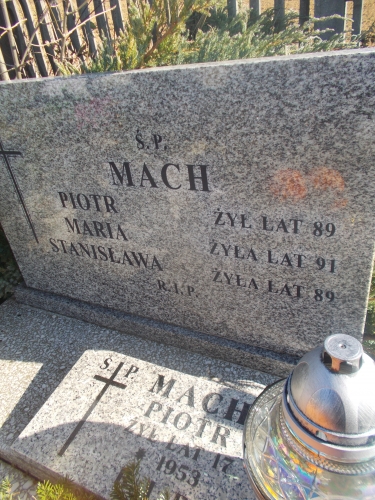 Ś.P.
MACH
PIOTR ŻYŁ LAT 89
MARIA ŻYŁA LAT 91
STANISŁAWA ŻYŁA LAT 89
R.I.P.
Ś.P.
MACH
PIOTR
ŻYŁ LAT 17
1953